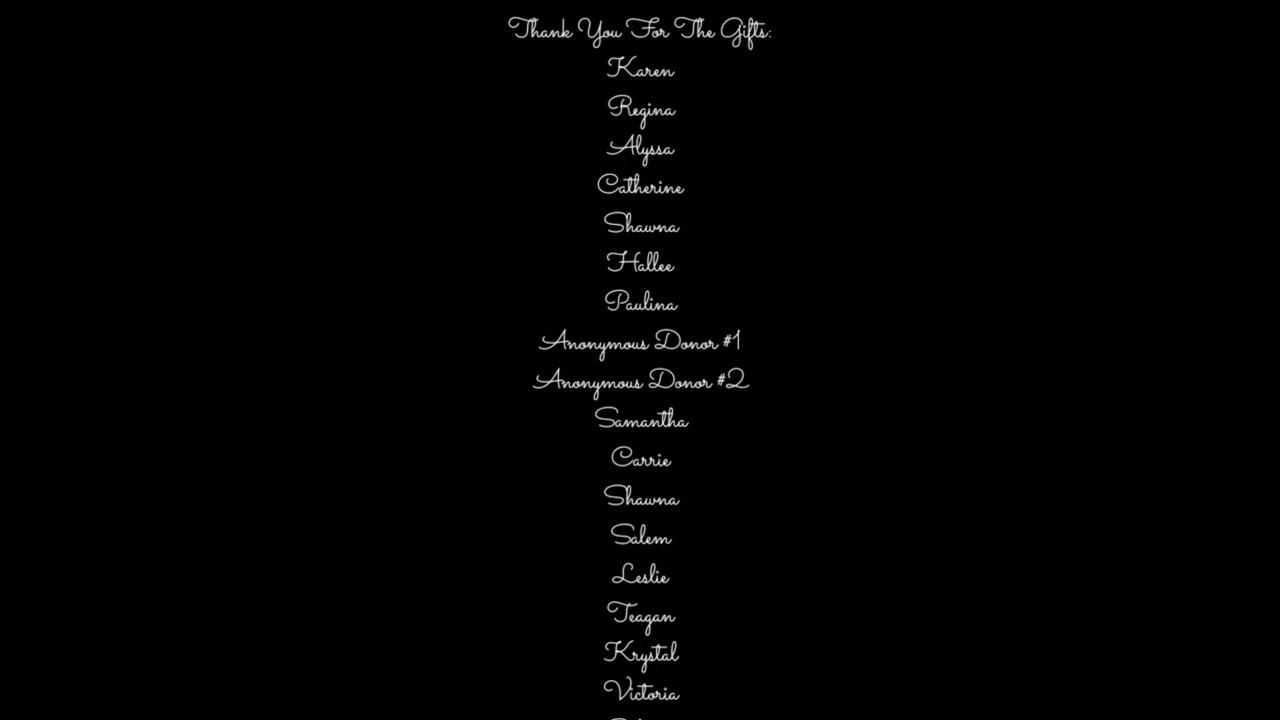 Thank You For The Gifts:
Karen
Regina
Alyssa
Catherine
Shawna
Hallee
Paulina
Anonymous Donor #1
Anonymous Donor #2
Samantha
Carrie
Shawna
Salem
Leslie
Teagan
Krystal
Victoria